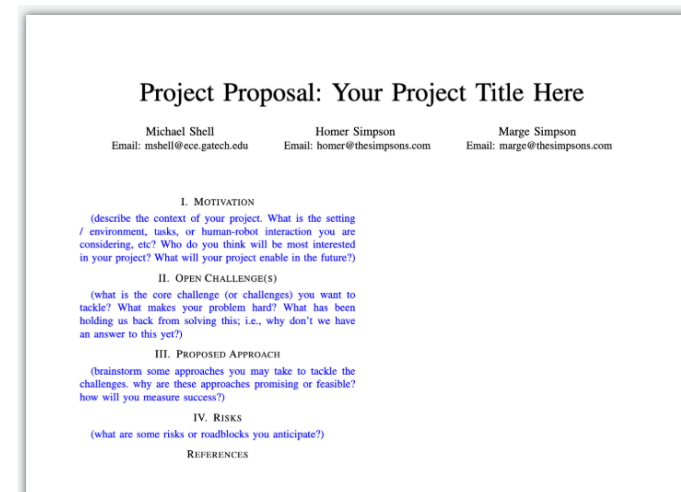 Project Proposal: Your Project Title Here
Michael Shell
Email: mshell@ece.gatech.edu
Homer Simpson
Email: homer@thesimpsons.com
Marge Simpson
Email: marge@thesimpsons.com
I. Motivation
(describe the context of your project. What is the setting
/ environment, tasks, or human-robot interaction you are
considering, etc? Who do you think will be most interested
in your project? What will your project enable in the future?)
II. Open Challenge(s)
(what is the core challenge (or challenges) you want to
tackle? What makes your problem hard? What has been
holding us back from solving this; i.e., why don't we have
an answer to this yet?)
III. Proposed Approach
(brainstorm some approaches you may take to tackle the
challenges. why are these approaches promising or feasible?
how will you measure success?)
IV. Risks
(what are some risks or roadblocks you anticipate?)
References